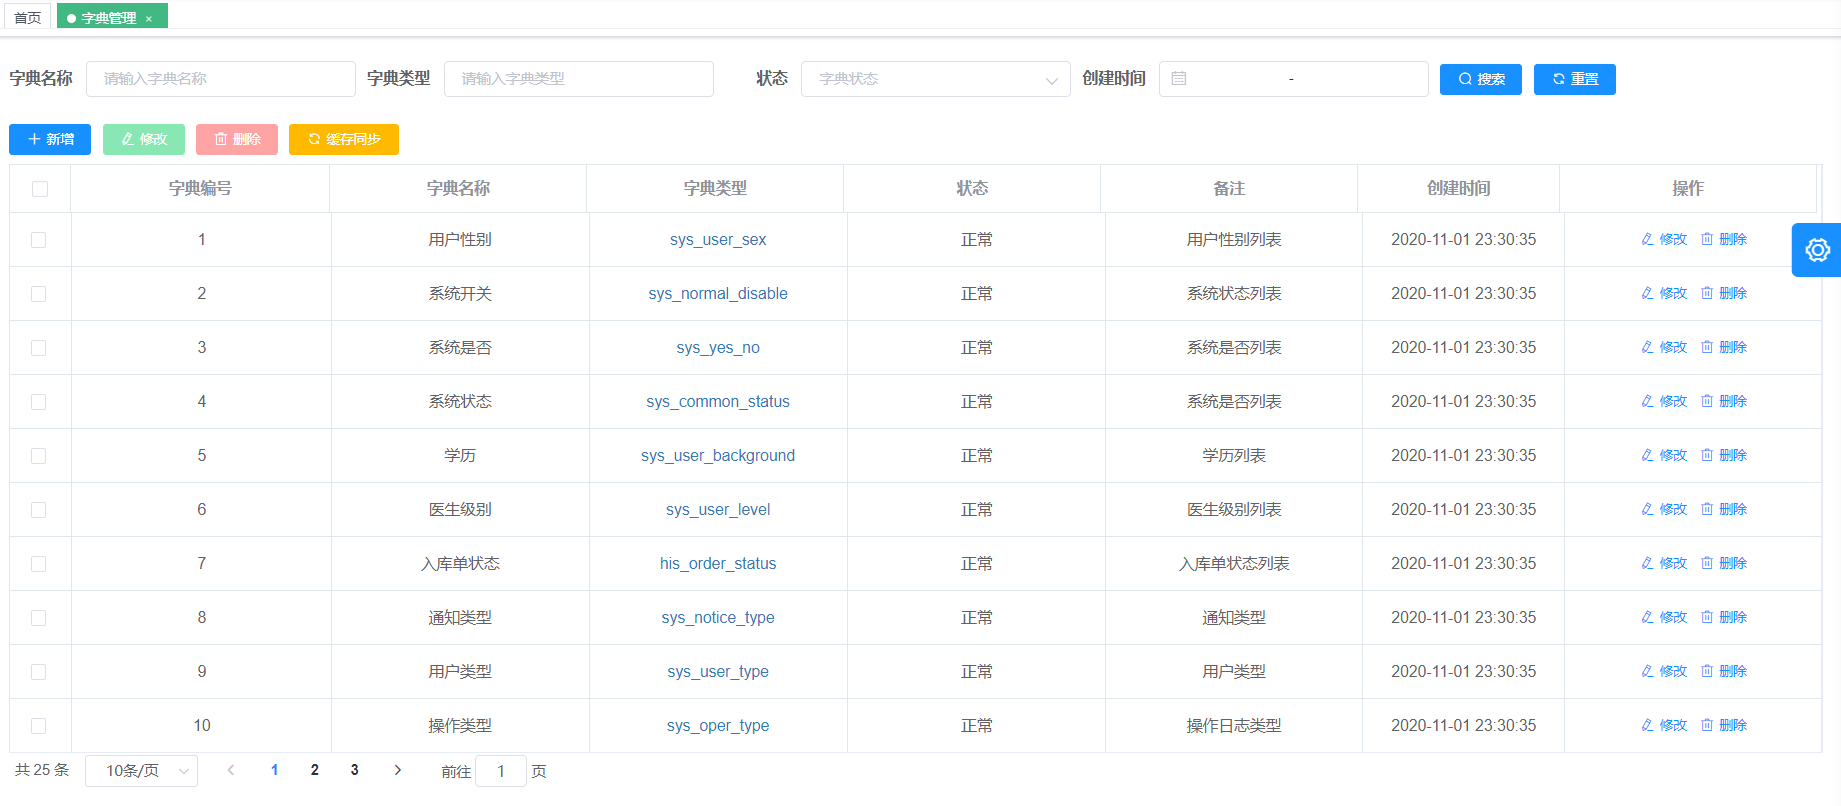 首页 字典管理 ×
字典名称 请输入字典名称 字典类型 请输入字典类型 状态 字典状态 创建时间 - 搜索 重置
新增 修改 删除 缓存同步
字典编号 字典名称 字典类型 状态 备注 创建时间 操作
1 用户性别 sys_user_sex 正常 用户性别列表 2020-11-01 23:30:35 修改 删除
2 系统开关 sys_normal_disable 正常 系统状态列表 2020-11-01 23:30:35 修改 删除
3 系统是否 sys_yes_no 正常 系统是否列表 2020-11-01 23:30:35 修改 删除
4 系统状态 sys_common_status 正常 系统是否列表 2020-11-01 23:30:35 修改 删除
5 学历 sys_user_background 正常 学历列表 2020-11-01 23:30:35 修改 删除
6 医生级别 sys_user_level 正常 医生级别列表 2020-11-01 23:30:35 修改 删除
7 入库单状态 his_order_status 正常 入库单状态列表 2020-11-01 23:30:35 修改 删除
8 通知类型 sys_notice_type 正常 通知类型 2020-11-01 23:30:35 修改 删除
9 用户类型 sys_user_type 正常 用户类型 2020-11-01 23:30:35 修改 删除
10 操作类型 sys_oper_type 正常 操作日志类型 2020-11-01 23:30:35 修改 删除
共 25 条 10条/页 1 2 3 前往 1 页